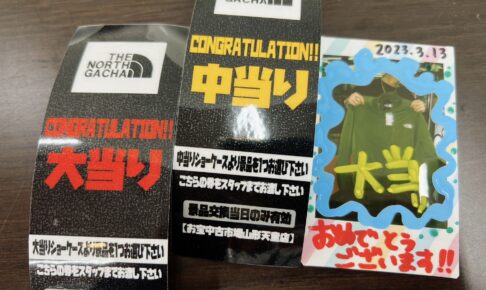 THE
NORTH
GACHA
CONGRATULATION!!
大当り
大当りショーケースより景品を1つお選び下さい
こちらの券をスタッフまでお渡し下さい
GACHA
CONGRATULATION!!
中当り
中当りショーケースより景品を1つお選び下さい
こちらの券をスタッフまでお渡し下さい
景品交換当日のみ有効
【お宝中古市場山形天童店】
2023.3.13
大当り
おめでとう
ございます!!